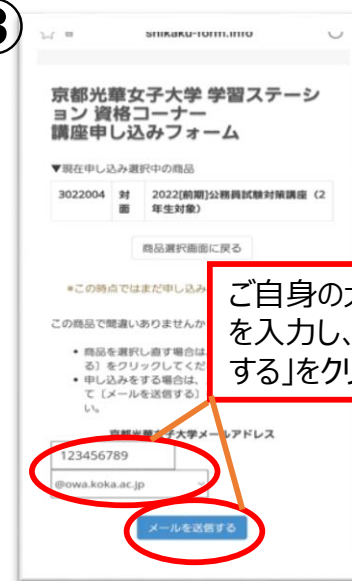 ③
shikaku-form.info
京都光華女子大学 学習ステーシ
ョン 資格コーナー
講座申し込みフォーム
▼現在申し込み選択中の商品
3022004 対面 2022[前期]公務員試験対策講座（2年生対象）
商品選択画面に戻る
※この時点ではまだ申し込み
この商品で間違いありませんか
• 商品を選択し直す場合は、
る〕をクリックしてくだ
• 申し込みをする場合は、
て〔メールを送信する〕
い。
ご自身の大
を入力し、
する」をクリ
京都光華女子大学メールアドレス
123456789
@owa.koka.ac.jp
メールを送信する